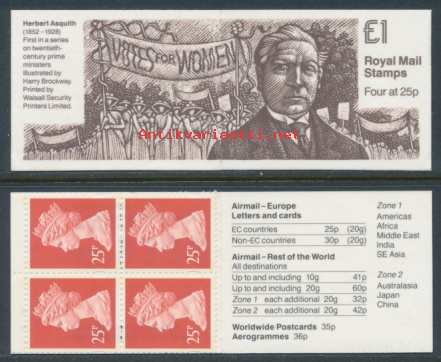 Herbert Asquith
(1852–1928)
First in a series
on twentieth-
century prime
ministers
Illustrated by
Harry Brockway.
Printed by
Walsall Security
Printers Limited.
VOTES FOR WOMEN
£1
Royal Mail
Stamps
Four at 25p
Antikvariaatti.net
25P
25P
25P
25P
Airmail – Europe
Letters and cards
EC countries 25p (20g)
Non-EC countries 30p (20g)
Airmail – Rest of the World
All destinations
Up to and including 10g 41p
Up to and including 20g 60p
Zone 1 each additional 20g 32p
Zone 2 each additional 20g 42p
Worldwide Postcards 35p
Aerogrammes 36p
Zone 1
Americas
Africa
Middle East
India
SE Asia
Zone 2
Australasia
Japan
China